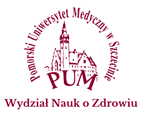 Pomorski Uniwersytet Medyczny w Szczecinie
PUM
Wydział Nauk o Zdrowiu